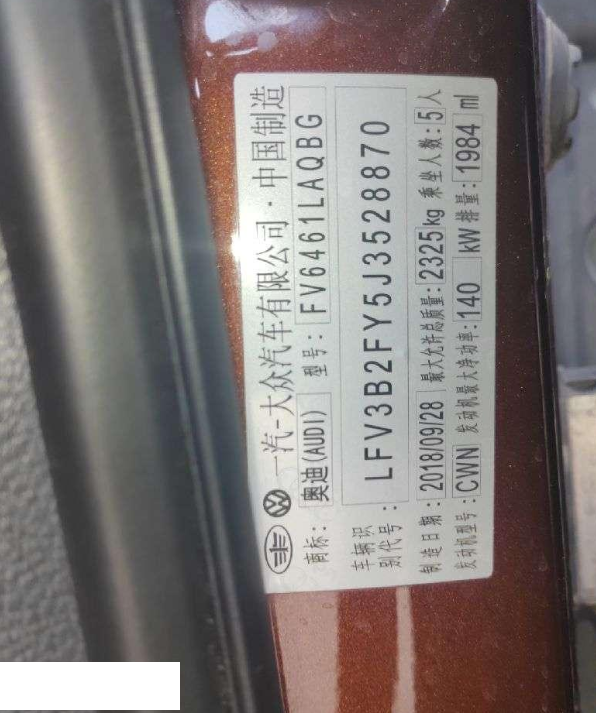 一汽-大众汽车有限公司·中国制造
商标: 奥迪(AUDI) 型号: FV6461LAQBG
车辆识别代号: LFV3B2FY5J3528870
制造日期: 2018/09/28 最大允许总质量: 2325kg 乘坐人数: 5人
发动机型号: CWN 发动机最大净功率: 140 kW 排量: 1984 ml